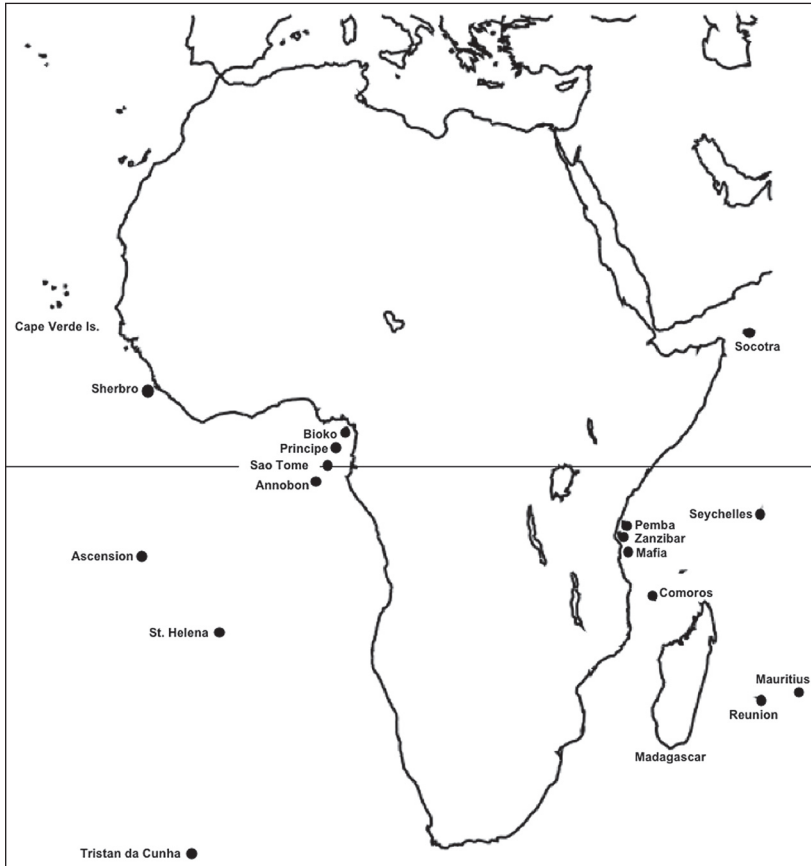 Cape Verde Is.
Socotra
Sherbro
Bioko
Principe
Sao Tome
Annobon
Seychelles
Pemba
Zanzibar
Mafia
Ascension
Comoros
St. Helena
Mauritius
Reunion
Madagascar
Tristan da Cunha